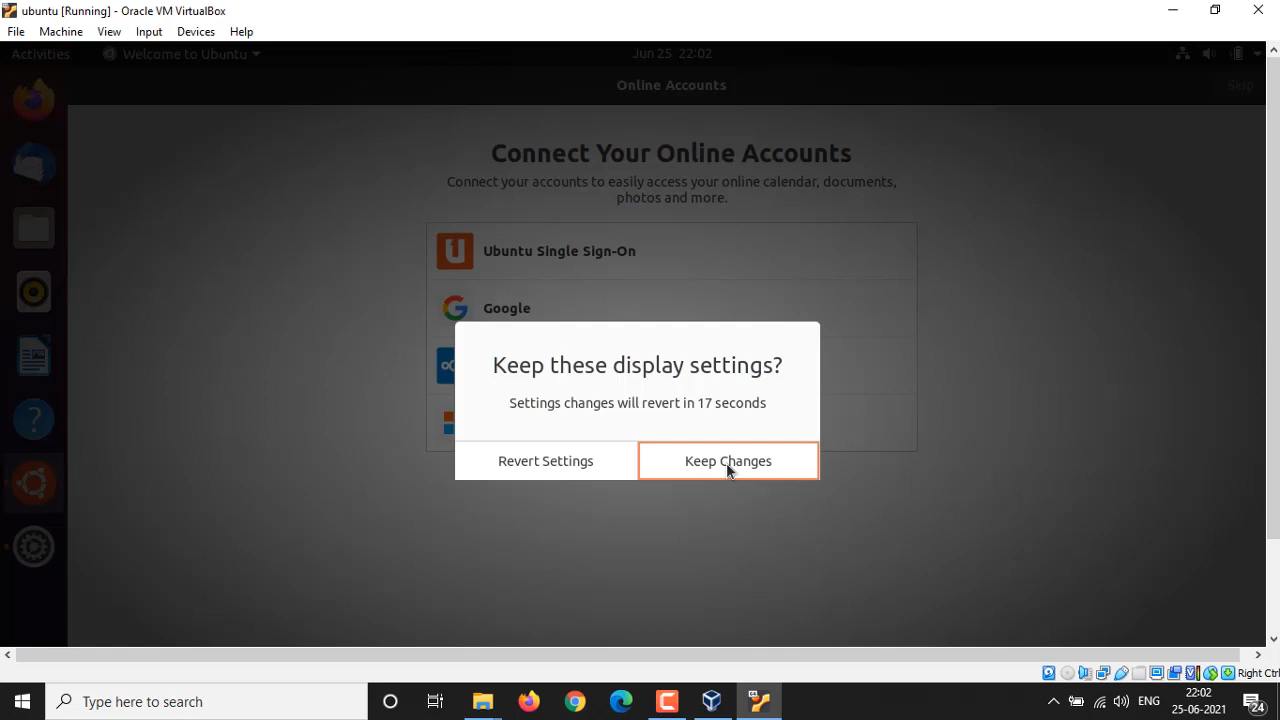 ubuntu [Running] - Oracle VM VirtualBox
File Machine View Input Devices Help
Activities Welcome to Ubuntu Jun 25 22:02
Online Accounts Skip
Connect Your Online Accounts
Connect your accounts to easily access your online calendar, documents,
photos and more.
Ubuntu Single Sign-On
Google
Keep these display settings?
Settings changes will revert in 17 seconds
Revert Settings Keep Changes
Right Ctrl
Type here to search
ENG
22:02
25-06-2021
24